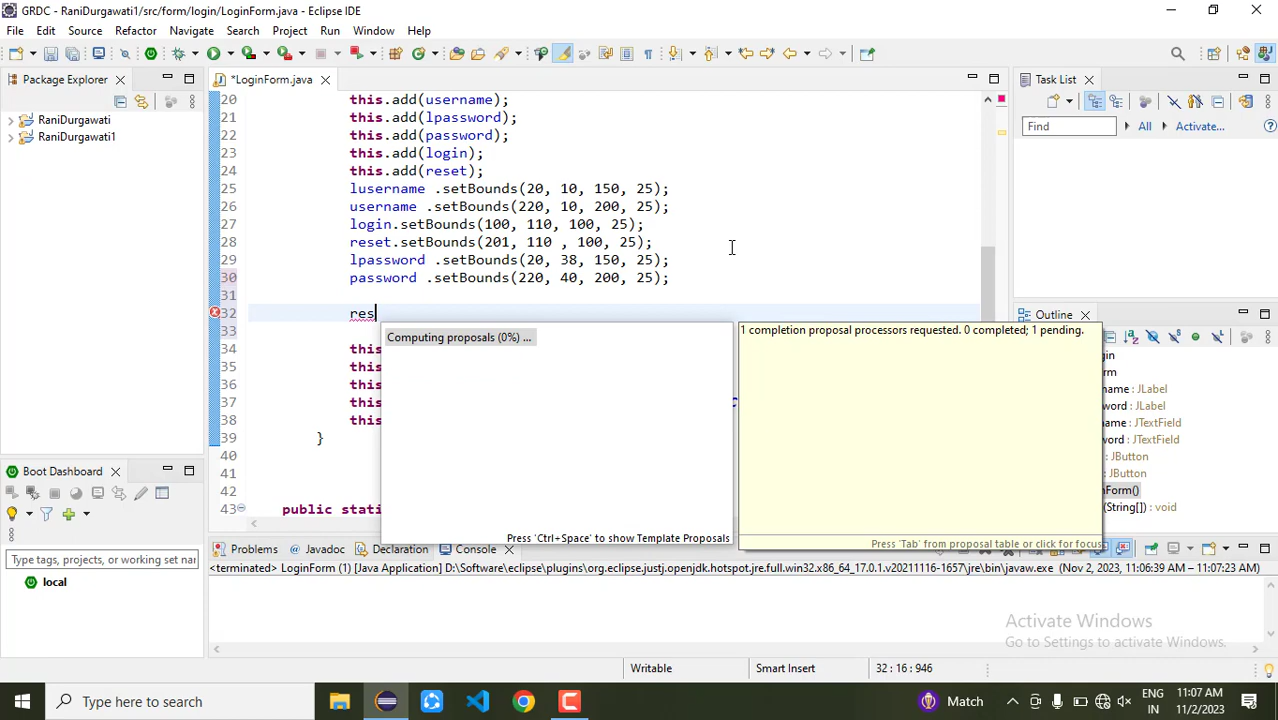 GRDC - RaniDurgawati1/src/form/login/LoginForm.java - Eclipse IDE
File Edit Source Refactor Navigate Search Project Run Window Help
Package Explorer
RaniDurgawati
RaniDurgawati1
*LoginForm.java
20 this.add(username);
21 this.add(lpassword);
22 this.add(password);
23 this.add(login);
24 this.add(reset);
25 lusername .setBounds(20, 10, 150, 25);
26 username .setBounds(220, 10, 200, 25);
27 login.setBounds(100, 110, 100, 25);
28 reset.setBounds(201, 110 , 100, 25);
29 lpassword .setBounds(20, 38, 150, 25);
30 password .setBounds(220, 40, 200, 25);
31
32 res
33
34 this
35 this
36 this
37 this
38 this
39 }
40
41
42
43 public stati
Computing proposals (0%) ...
Press 'Ctrl+Space' to show Template Proposals
1 completion proposal processors requested. 0 completed; 1 pending.
Press 'Tab' from proposal table or click for focus
Task List
Find All Activate...
Outline
gin
rm
name : JLabel
word : JLabel
name : JTextField
word : JTextField
: JButton
: JButton
nForm()
(String[]) : void
Boot Dashboard
Type tags, projects, or working set nam
local
Problems Javadoc Declaration Console
<terminated> LoginForm (1) [Java Application] D:\Software\eclipse\plugins\org.eclipse.justj.openjdk.hotspot.jre.full.win32.x86_64_17.0.1.v20211116-1657\jre\bin\javaw.exe (Nov 2, 2023, 11:06:39 AM – 11:07:23 AM)
Activate Windows
Go to Settings to activate Windows.
Writable Smart Insert 32 : 16 : 946
Type here to search
Match
ENG
IN
11:07 AM
11/2/2023